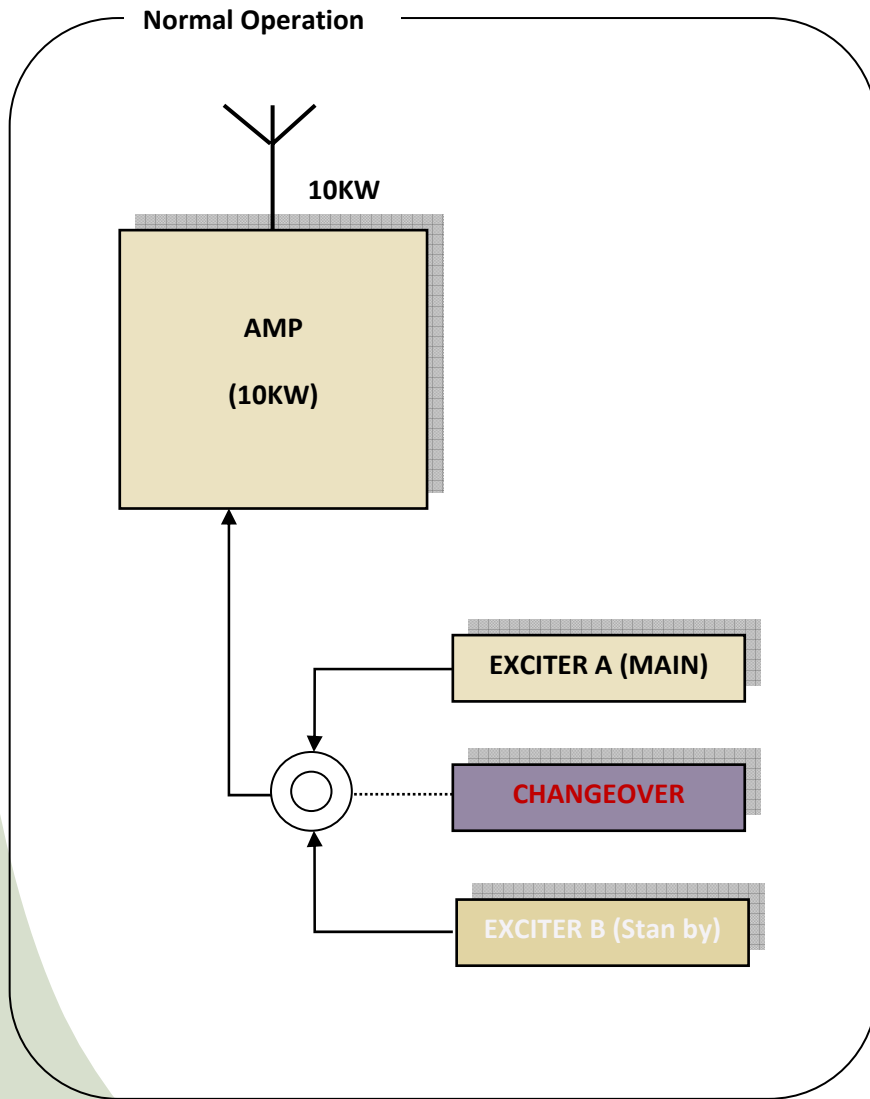 Normal Operation
10KW
AMP
(10KW)
EXCITER A (MAIN)
CHANGEOVER
EXCITER B (Stan by)